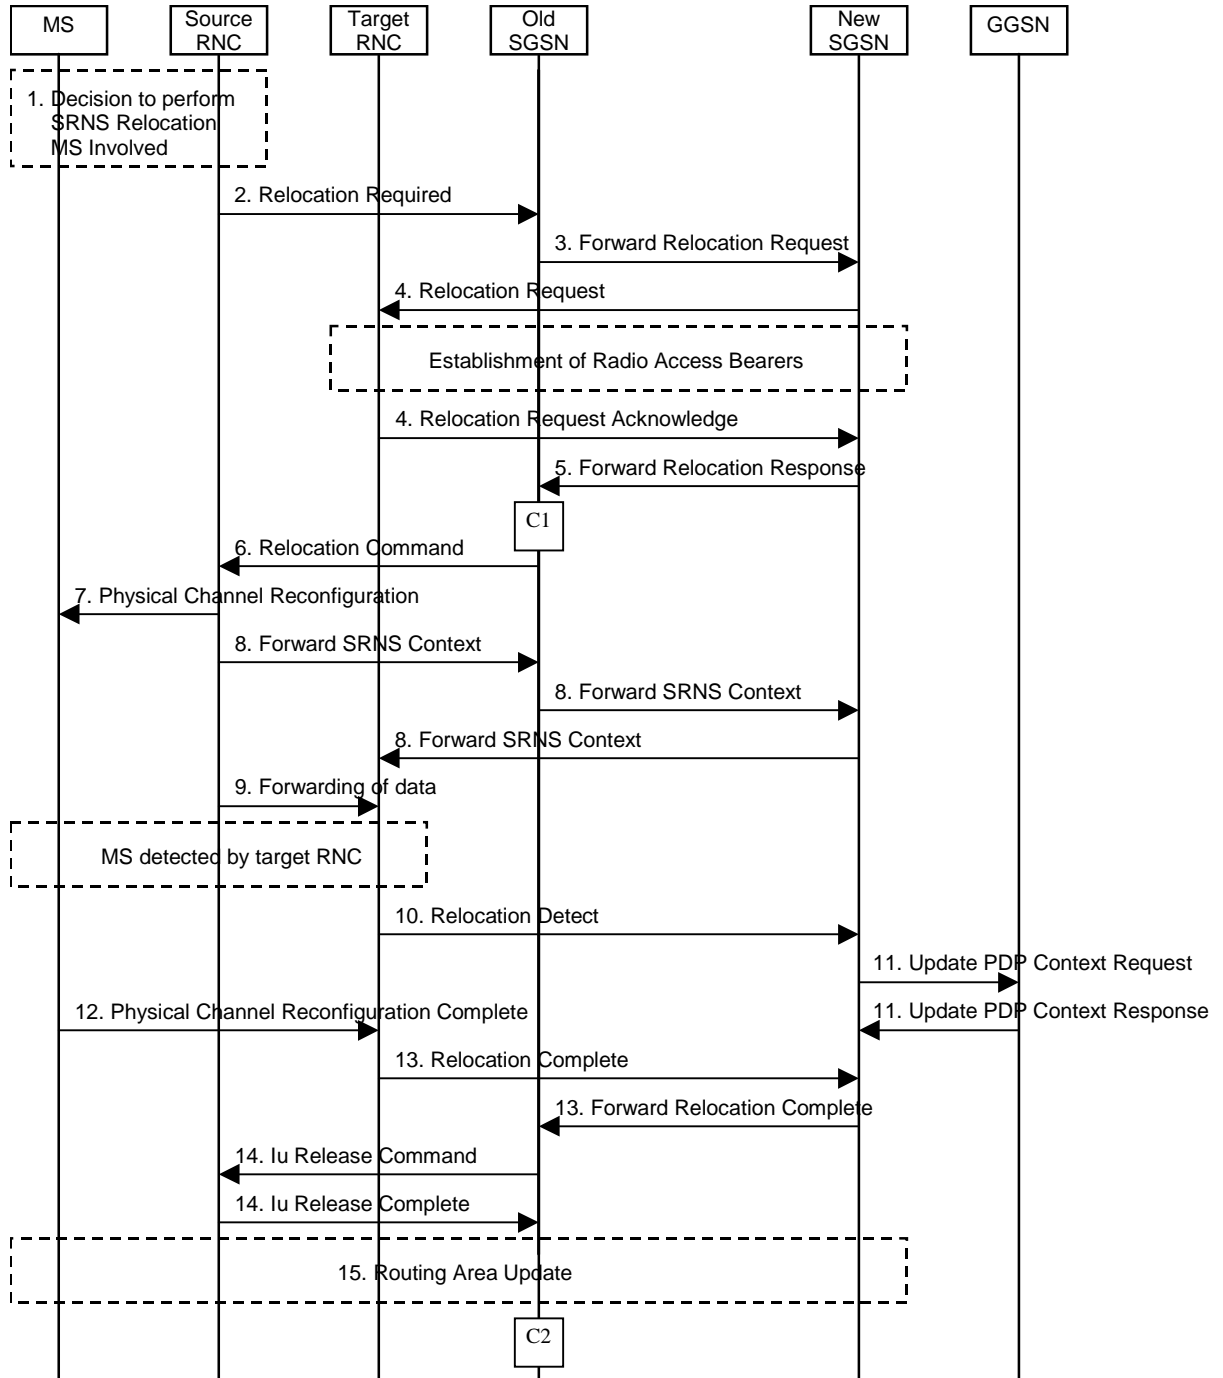 MS
Source
RNC
Target
RNC
Old
SGSN
New
SGSN
GGSN
1. Decision to perform
SRNS Relocation
MS Involved
2. Relocation Required
3. Forward Relocation Request
4. Relocation Request
Establishment of Radio Access Bearers
4. Relocation Request Acknowledge
5. Forward Relocation Response
C1
6. Relocation Command
7. Physical Channel Reconfiguration
8. Forward SRNS Context
8. Forward SRNS Context
8. Forward SRNS Context
9. Forwarding of data
MS detected by target RNC
10. Relocation Detect
11. Update PDP Context Request
12. Physical Channel Reconfiguration Complete
11. Update PDP Context Response
13. Relocation Complete
13. Forward Relocation Complete
14. Iu Release Command
14. Iu Release Complete
15. Routing Area Update
C2